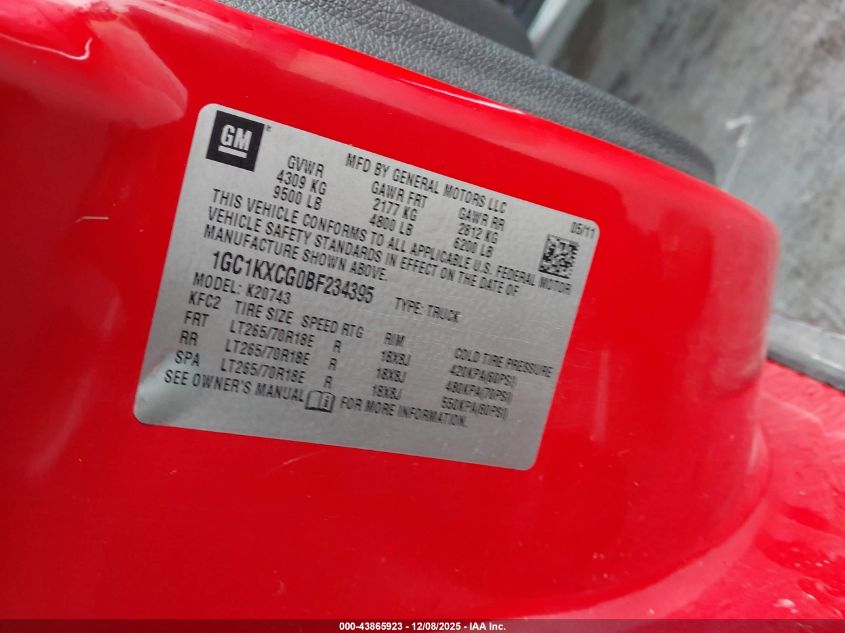 GM®
MFD BY GENERAL MOTORS LLC
05/11
GVWR GAWR FRT GAWR RR
4309 KG 2177 KG 2812 KG
9500 LB 4800 LB 6200 LB
THIS VEHICLE CONFORMS TO ALL APPLICABLE U.S. FEDERAL MOTOR
VEHICLE SAFETY STANDARDS IN EFFECT ON THE DATE OF
MANUFACTURE SHOWN ABOVE.
1GC1KXCG0BF234395 TYPE: TRUCK
MODEL: K20743
KFC2 TIRE SIZE SPEED RTG RIM COLD TIRE PRESSURE
FRT LT265/70R18E R 18X8J 420KPA(60PSI)
RR LT265/70R18E R 18X8J 480KPA(70PSI)
SPA LT265/70R18E R 18X8J 550KPA(80PSI)
SEE OWNER'S MANUAL FOR MORE INFORMATION.
000-43865923 - 12/08/2025 - IAA Inc.